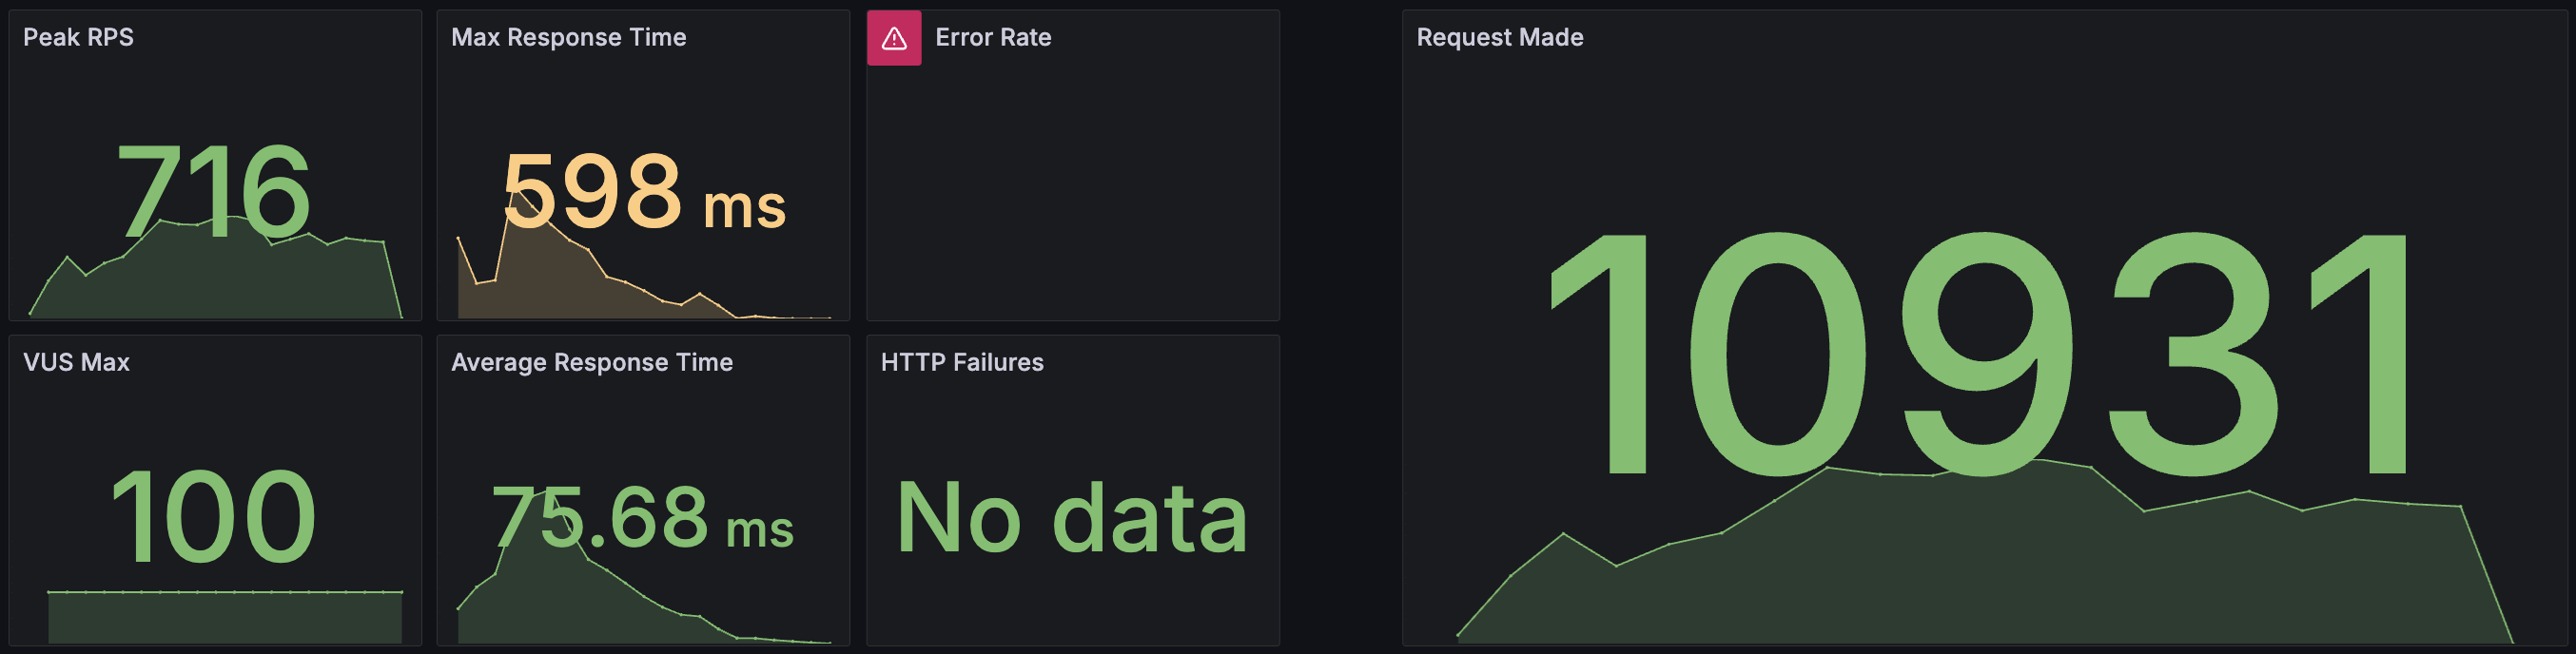 Peak RPS
716
Max Response Time
598 ms
Error Rate
Request Made
10931
VUS Max
100
Average Response Time
75.68 ms
HTTP Failures
No data